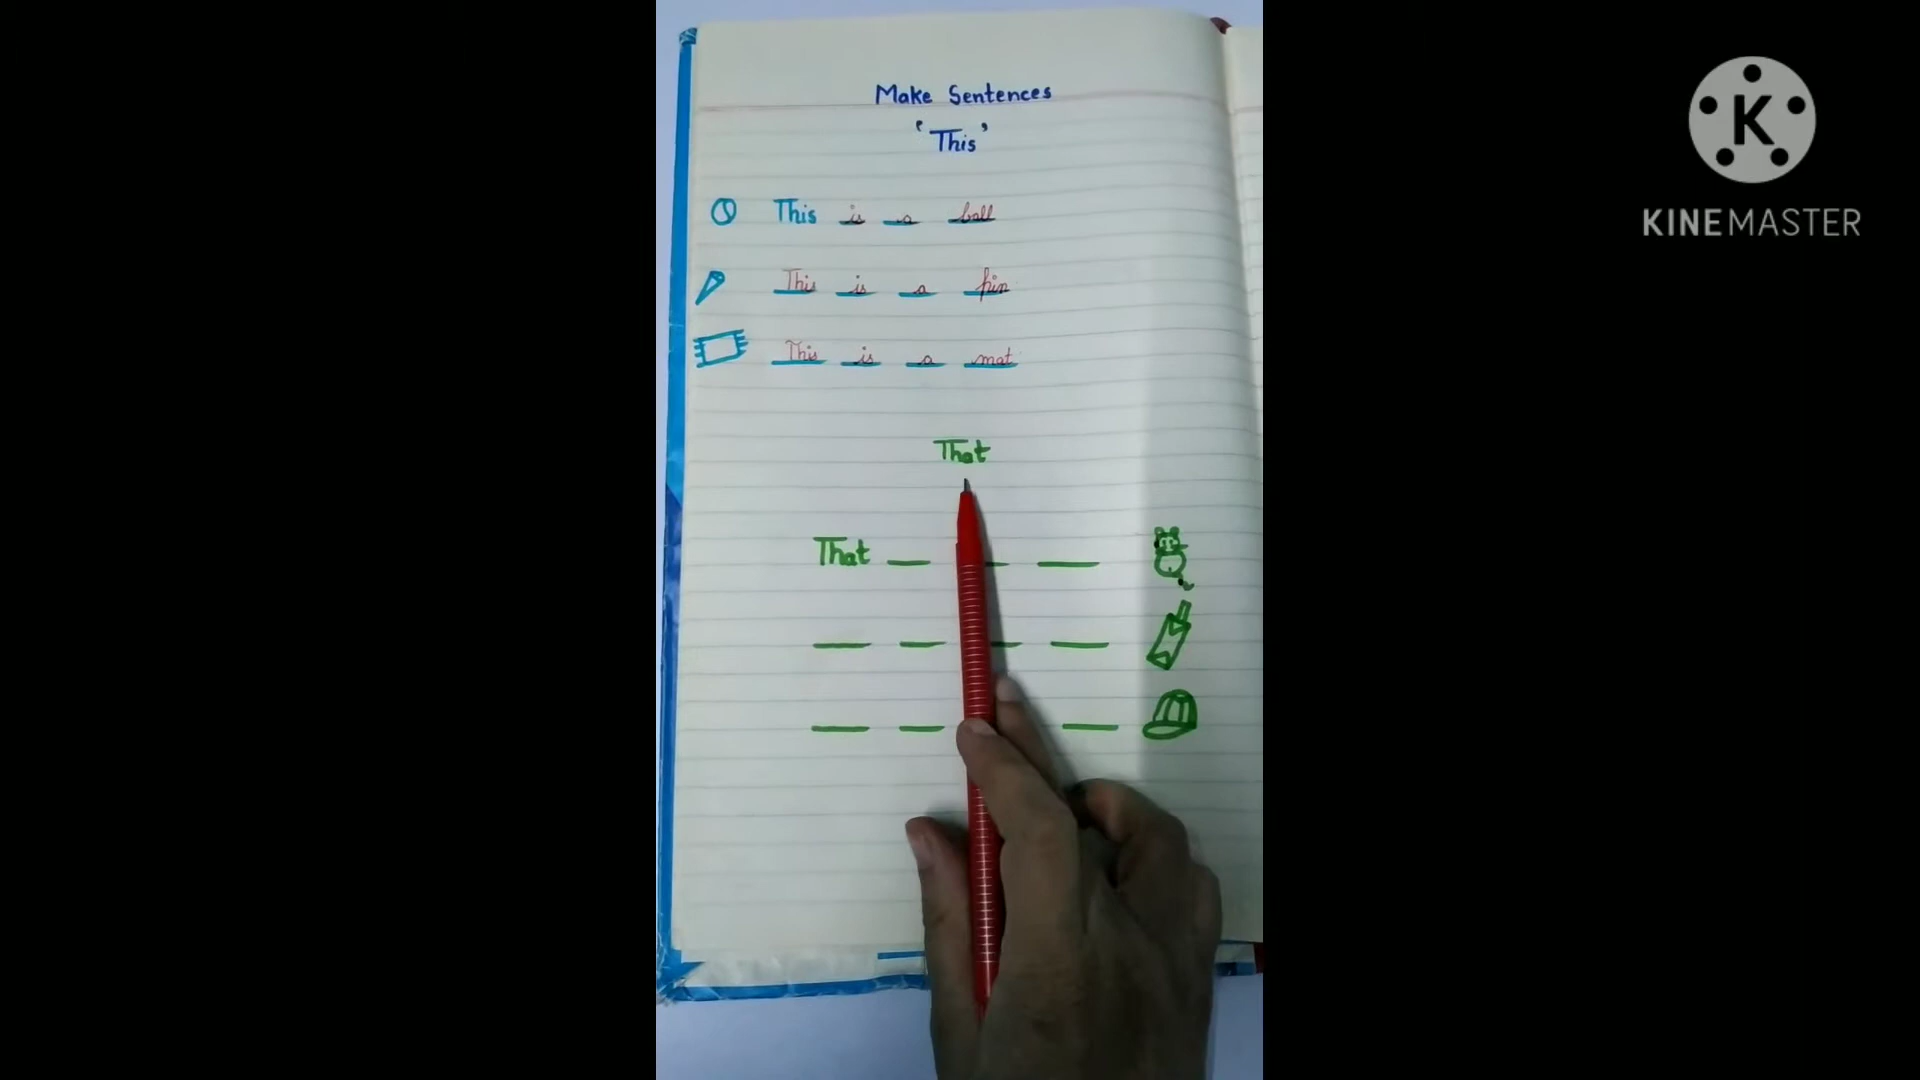 Make Sentences
'This'
This is a ball
This is a pin
This is a mat
That
That
K
KINEMASTER